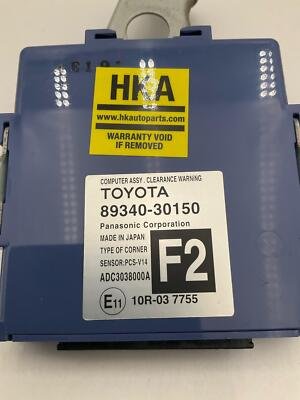 HKA
www.hkautoparts.com
WARRANTY VOID
IF REMOVED
COMPUTER ASSY . CLEARANCE WARNING
TOYOTA
89340-30150
Panasonic Corporation
MADE IN JAPAN
TYPE OF CORNER
SENSOR:PCS-V14
ADC3038000A
F2
E11 10R-03 7755